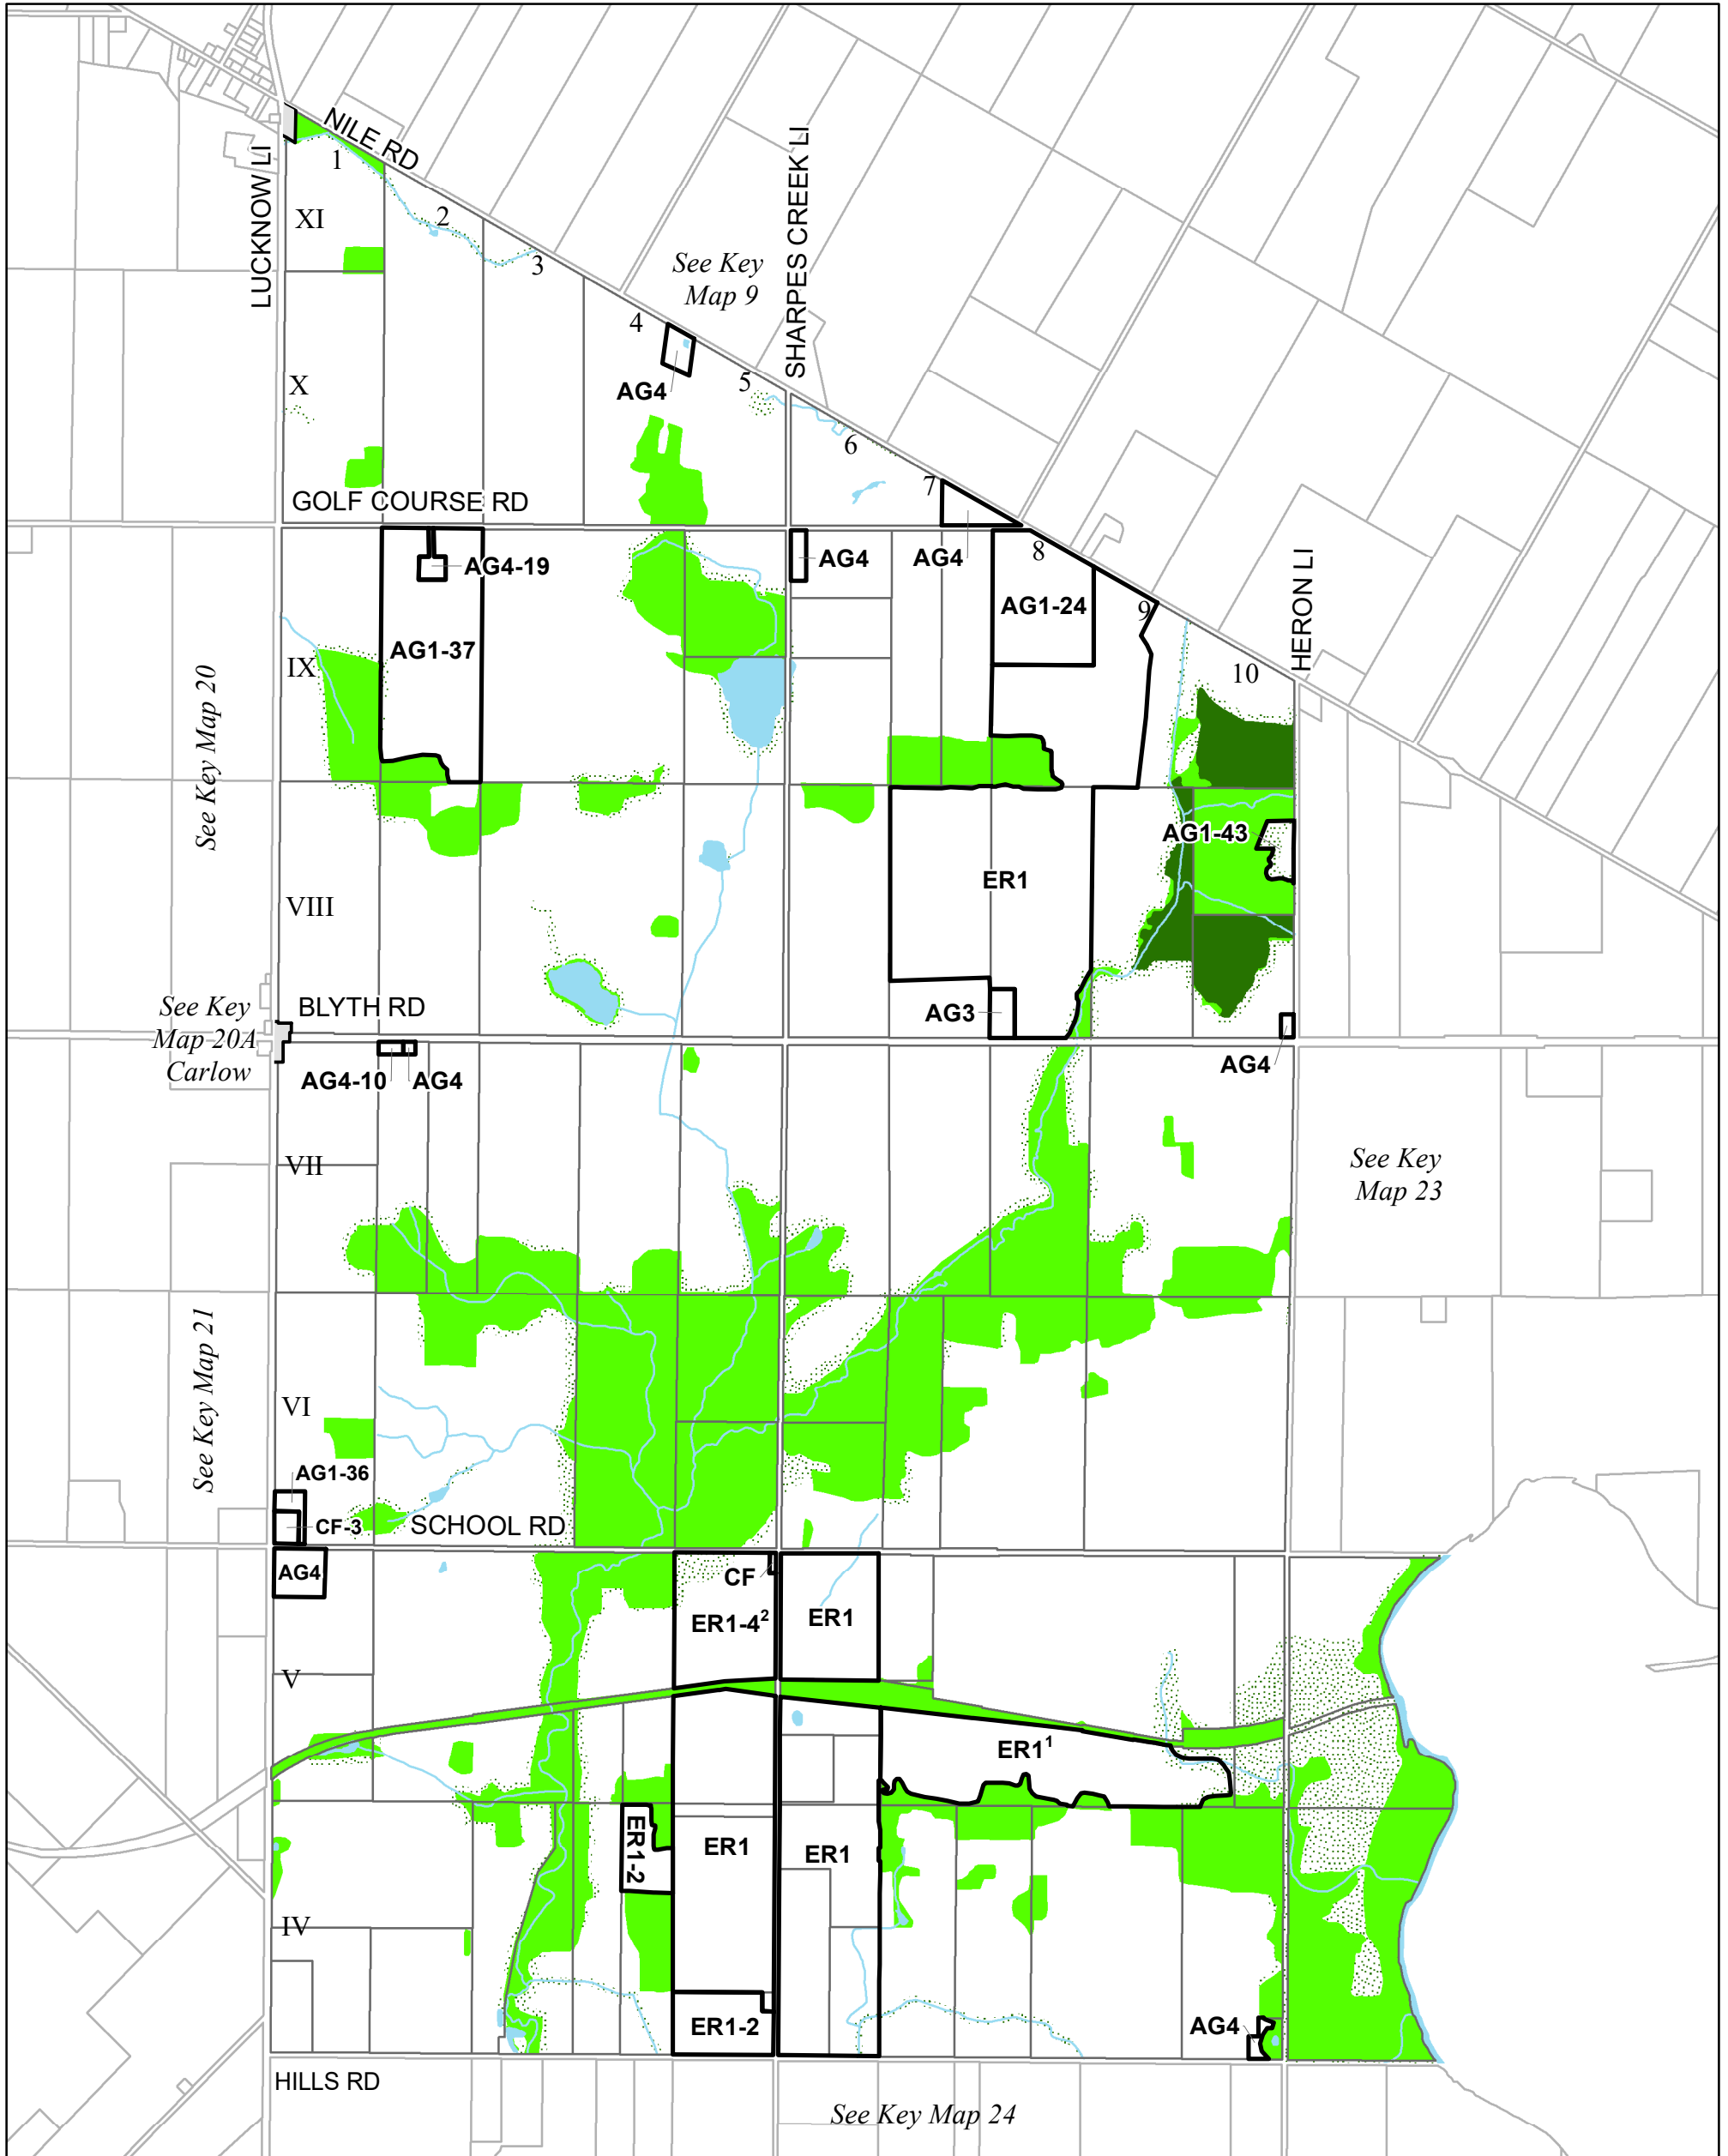 NILE RD
1
LUCKNOW LI
SHARPES CREEK LI
XI
2
3
See Key
Map 9
4
X
5
AG4
6
7
GOLF COURSE RD
8
AG4-19
AG4
AG4
HERON LI
AG1-24
9
AG1-37
IX
10
See Key Map 20
AG1-43
ER1
VIII
BLYTH RD
See Key
Map 20A
Carlow
AG3
AG4
AG4-10
AG4
VII
See Key
Map 23
See Key Map 21
VI
AG1-36
CF-3
SCHOOL RD
AG4
CF
ER1-4²
ER1
V
ER1¹
ER1-2
ER1
ER1
IV
ER1-2
AG4
HILLS RD
See Key Map 24